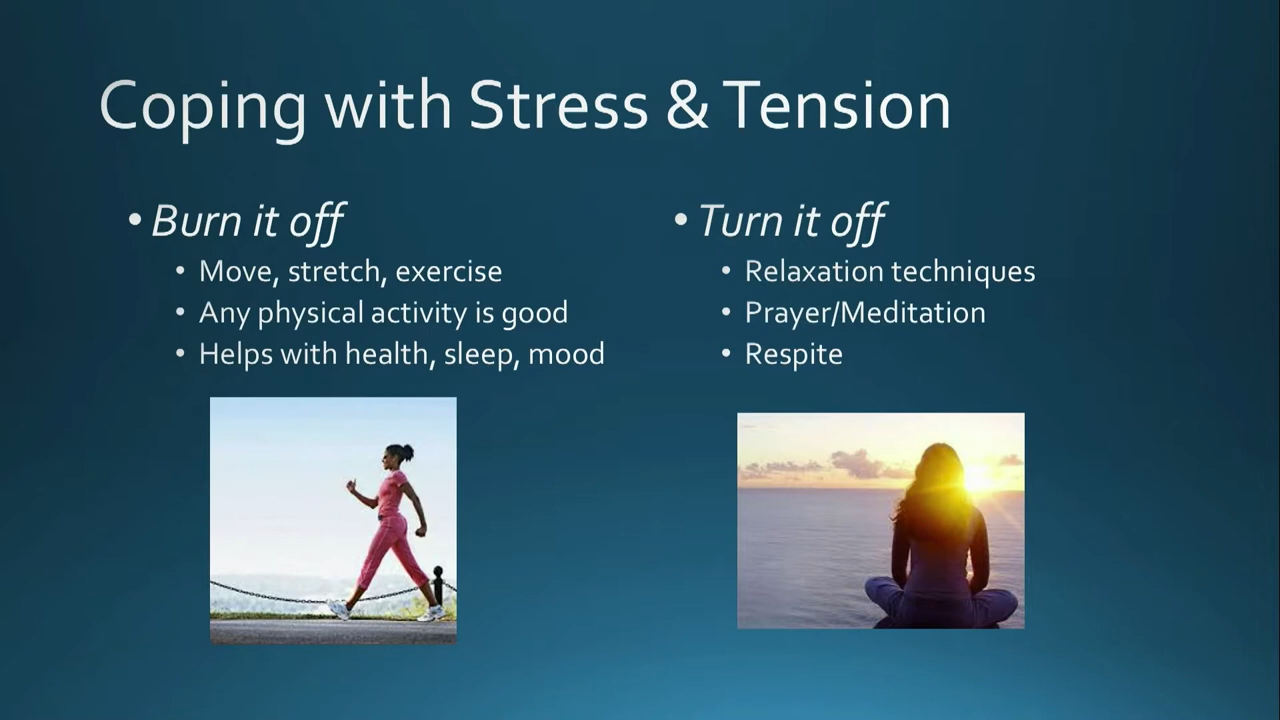 Coping with Stress & Tension
• Burn it off
• Move, stretch, exercise
• Any physical activity is good
• Helps with health, sleep, mood
• Turn it off
• Relaxation techniques
• Prayer/Meditation
• Respite